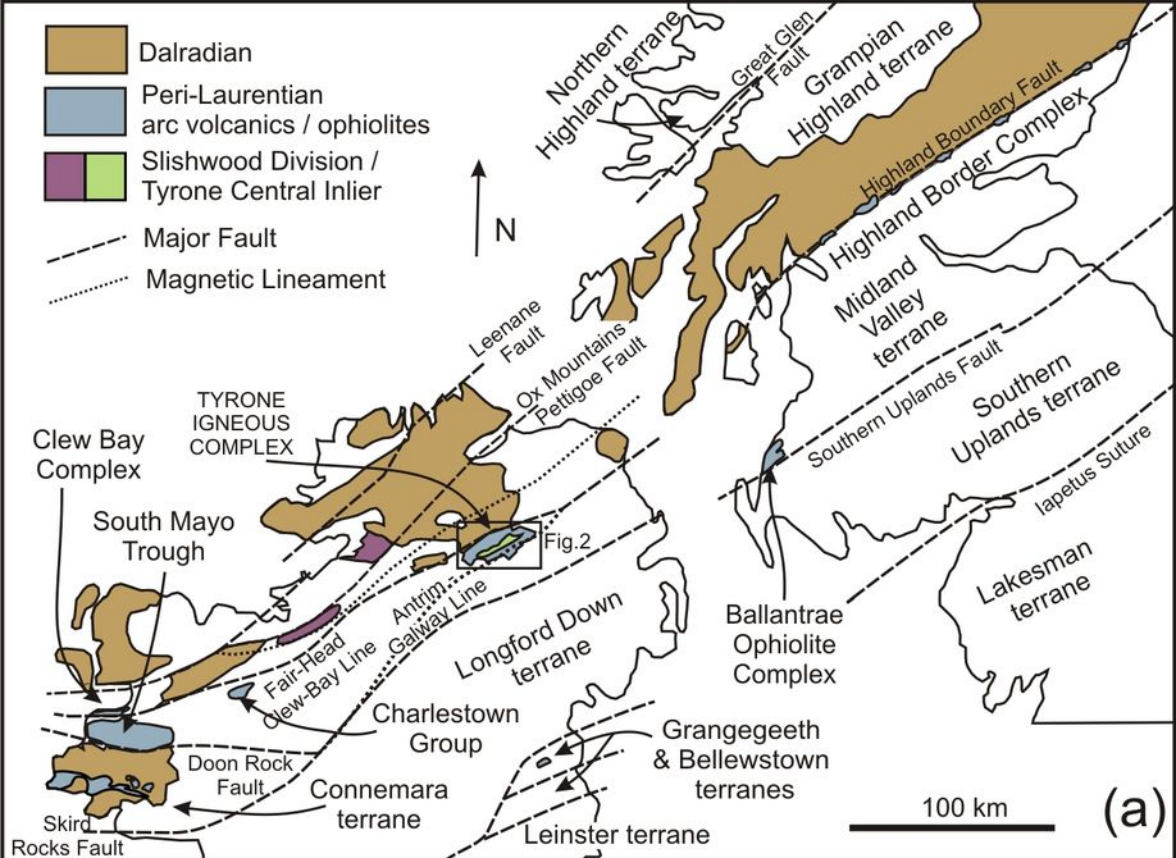 Dalradian
Peri-Laurentian
arc volcanics / ophiolites
Slishwood Division /
Tyrone Central Inlier
Major Fault
Magnetic Lineament
N
Northern
Highland terrane
Great Glen
Fault
Grampian
Highland terrane
Highland Boundary Fault
Highland Border Complex
Midland
Valley
terrane
Southern Uplands Fault
Southern
Uplands terrane
Iapetus Suture
Lakesman
terrane
Leenane
Fault
Ox Mountains
Pettigoe Fault
TYRONE
IGNEOUS
COMPLEX
Clew Bay
Complex
South Mayo
Trough
Fig.2
Antrim -
Galway Line
Fair-Head
Clew-Bay Line
Longford Down
terrane
Ballantrae
Ophiolite
Complex
Charlestown
Group
Grangegeeth
& Bellewstown
terranes
Doon Rock
Fault
Connemara
terrane
Skird
Rocks Fault
Leinster terrane
100 km
(a)